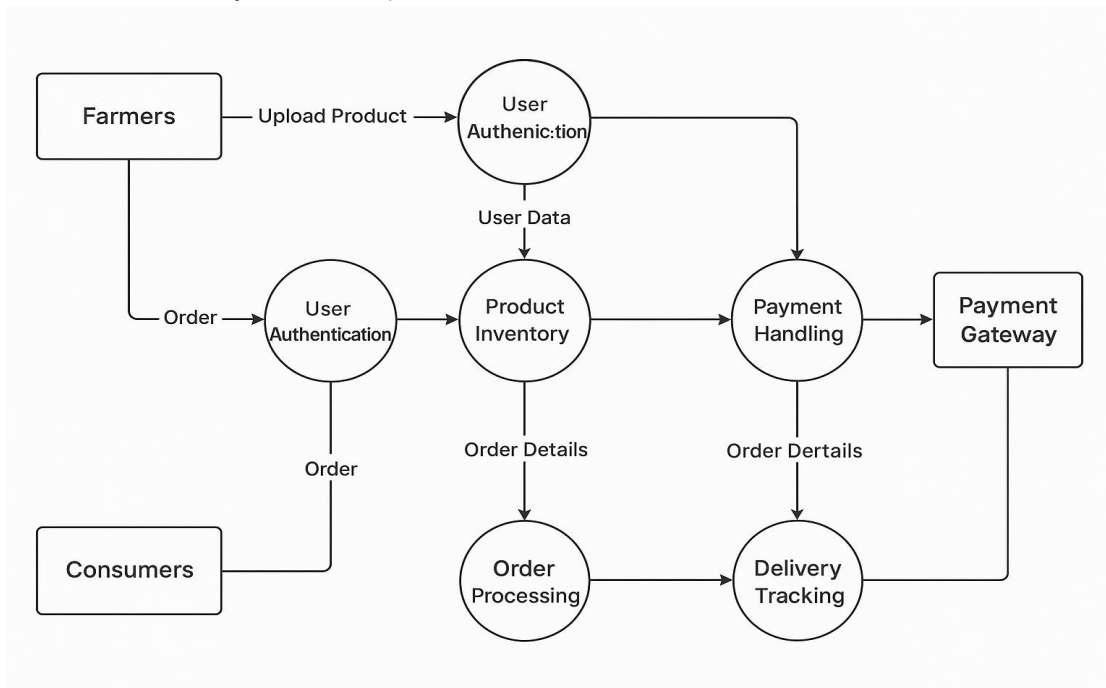 Farmers
Upload Product
User
Authenic:tion
User Data
Order
User
Authentication
Product
Inventory
Payment
Handling
Payment
Gateway
Order
Order Details
Order Dertails
Consumers
Order
Processing
Delivery
Tracking